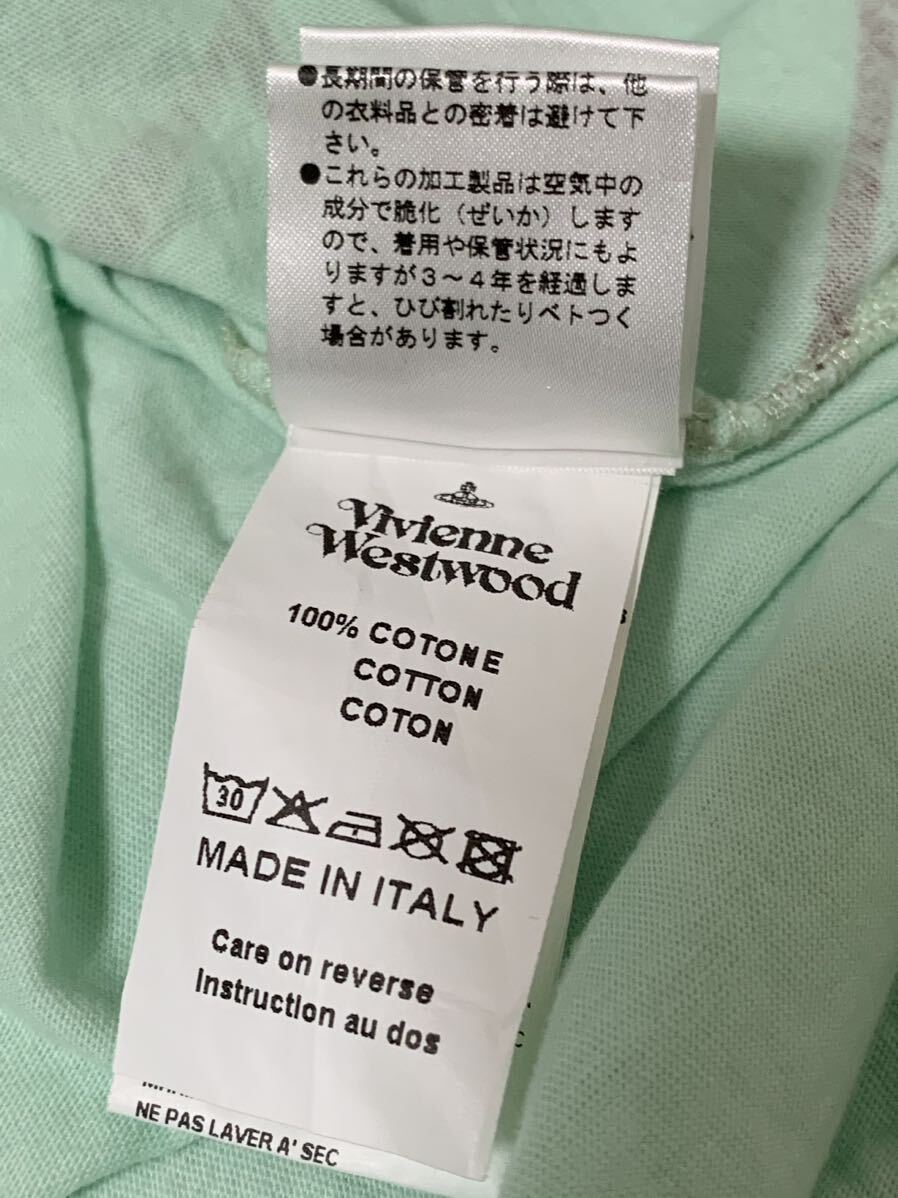 ●長期間の保管を行う際は、他
の衣料品との密着は避けて下
さい。
●これらの加工製品は空気中の
成分で脆化（ぜいか）します
ので、着用や保管状況にもよ
りますが３～４年を経過しま
すと、ひび割れたりベトつく
場合があります。
Vivienne
Westwood
100% COTONE
COTTON
COTON
30
MADE IN ITALY
Care on reverse
Instruction au dos
NE PAS LAVER A' SEC